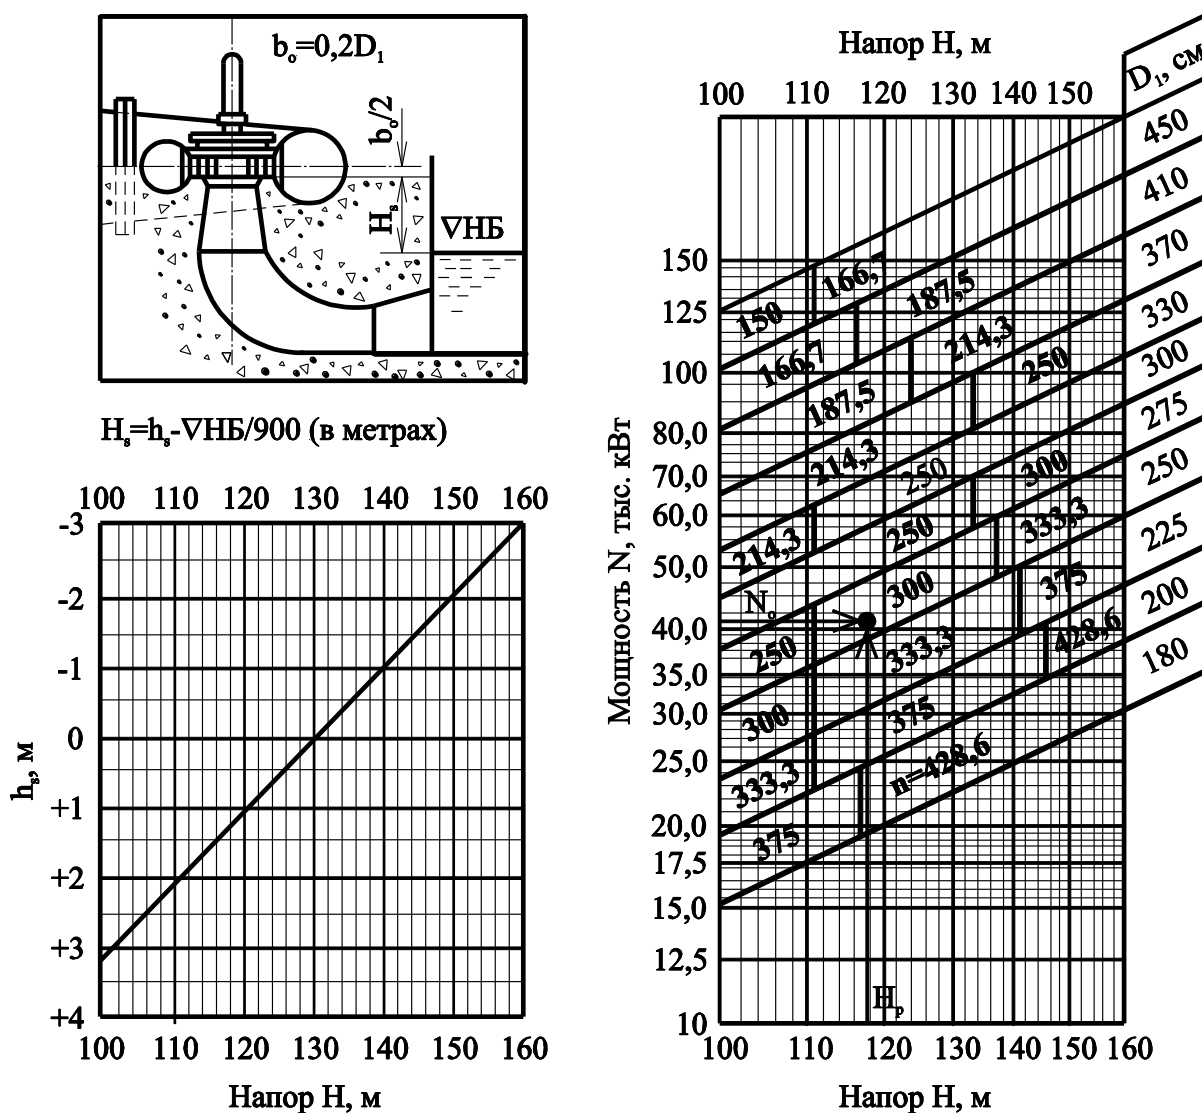 b₀=0,2D₁
b₀/2
Hₛ
∇НБ
Hₛ=hₛ-∇НБ/900 (в метрах)
100 110 120 130 140 150 160
-3
-2
-1
0
+1
+2
+3
+4
hₛ, м
100 110 120 130 140 150 160
Напор Н, м
Напор Н, м
100 110 120 130 140 150
D₁, см
450
410
370
330
300
275
250
225
200
180
Мощность N, тыс. кВт
150
125
100
80,0
70,0
60,0
50,0
40,0
35,0
30,0
25,0
20,0
17,5
15,0
12,5
10
150 166,7
166,7 187,5
187,5 214,3
214,3 250
214,3 250
250 300
250 300 333,3
300 333,3 375
333,3 375 428,6
375 n=428,6
N₀
Hₚ
100 110 120 130 140 150 160
Напор Н, м